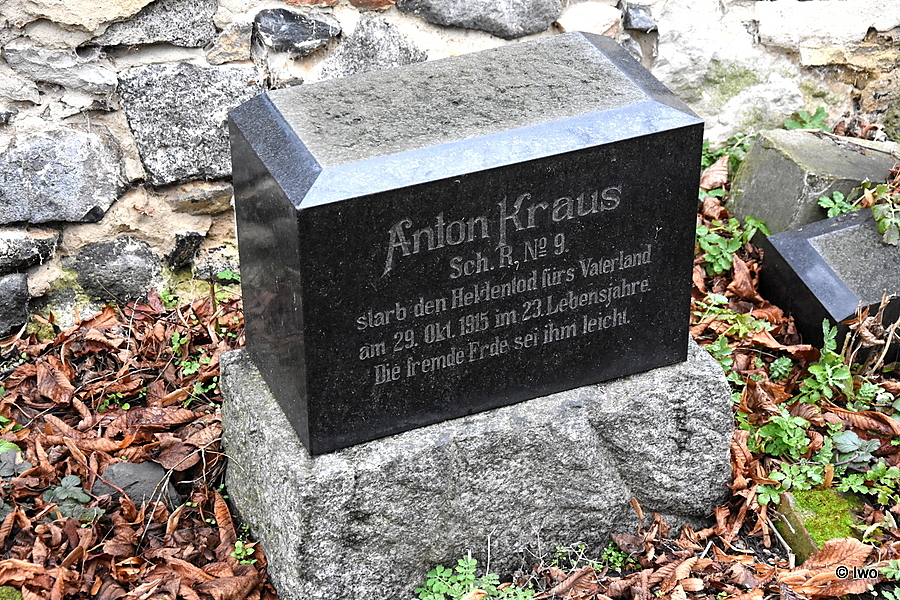 Anton Kraus
Sch. R. № 9.
starb den Heldentod fürs Vaterland
am 29. Okt. 1915 im 23. Lebensjahre.
Die fremde Erde sei ihm leicht.
© Iwo